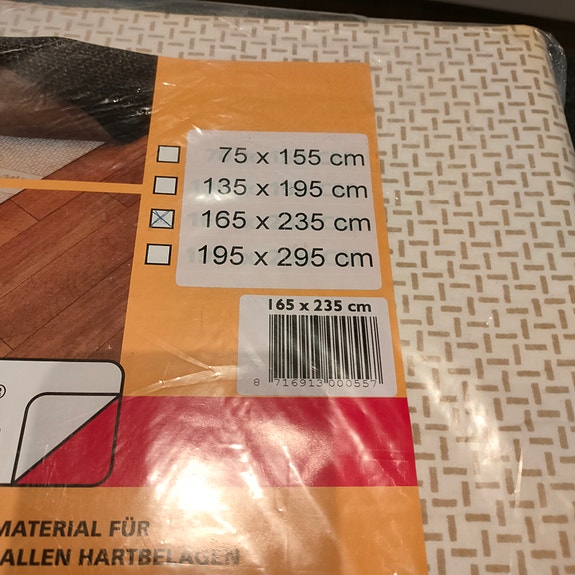 75 x 155 cm
135 x 195 cm
165 x 235 cm
195 x 295 cm
165 x 235 cm
8 716913 000557
®
MATERIAL FÜR
ALLEN HARTBELAGEN